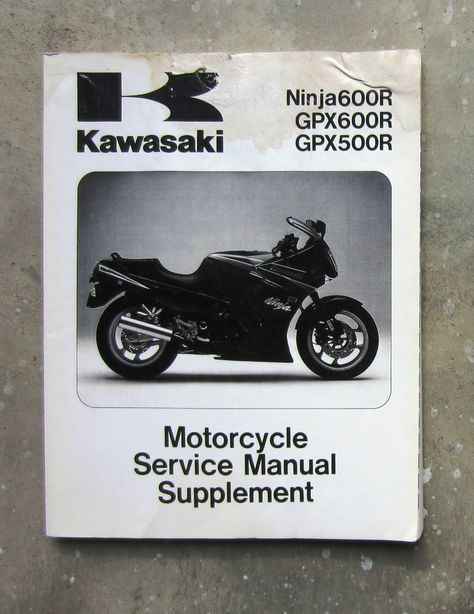 Kawasaki
Ninja600R
GPX600R
GPX500R
Ninja
Motorcycle
Service Manual
Supplement